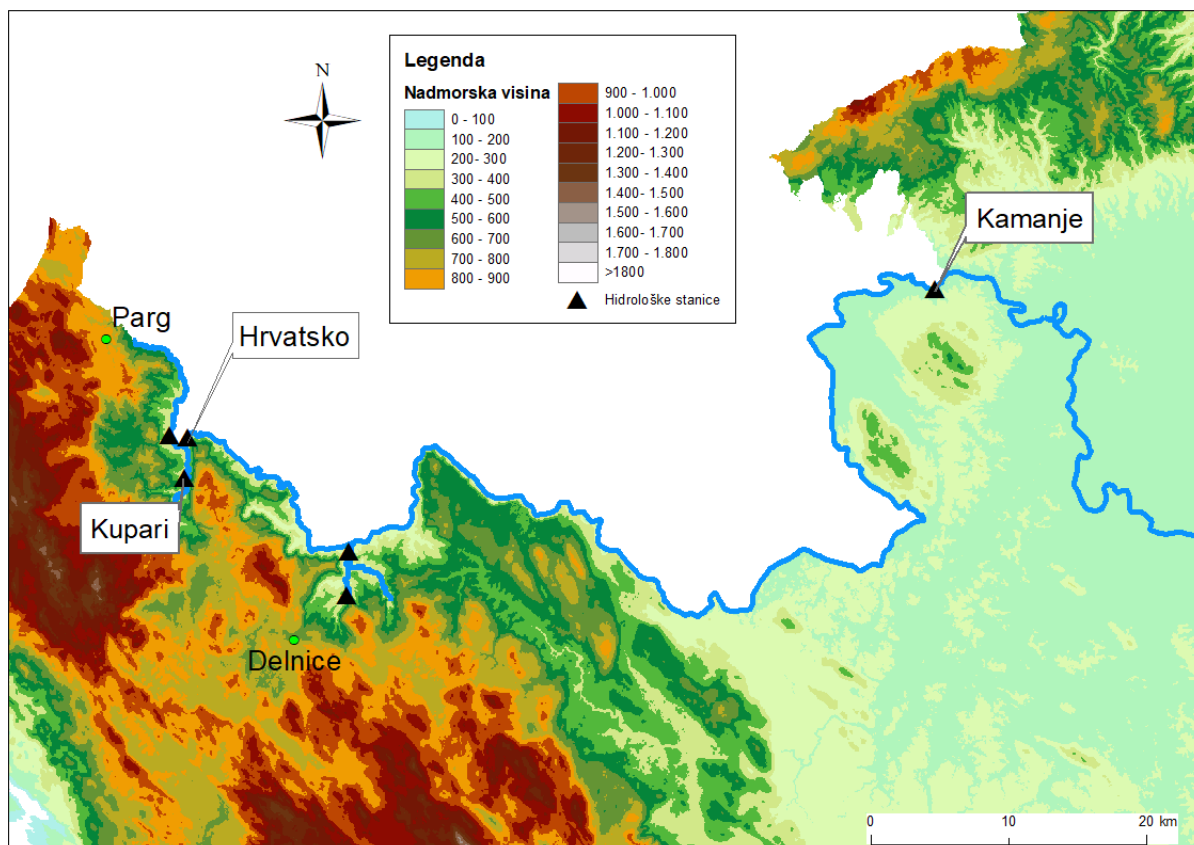 N
Legenda
Nadmorska visina
0 - 100
100 - 200
200- 300
300 - 400
400 - 500
500 - 600
600 - 700
700 - 800
800 - 900
900 - 1.000
1.000 - 1.100
1.100 - 1.200
1.200- 1.300
1.300 - 1.400
1.400 - 1.500
1.500 - 1.600
1.600 - 1.700
1.700 - 1.800
>1800
Hidrološke stanice
Kamanje
Parg
Hrvatsko
Kupari
Delnice
0 10 20 km